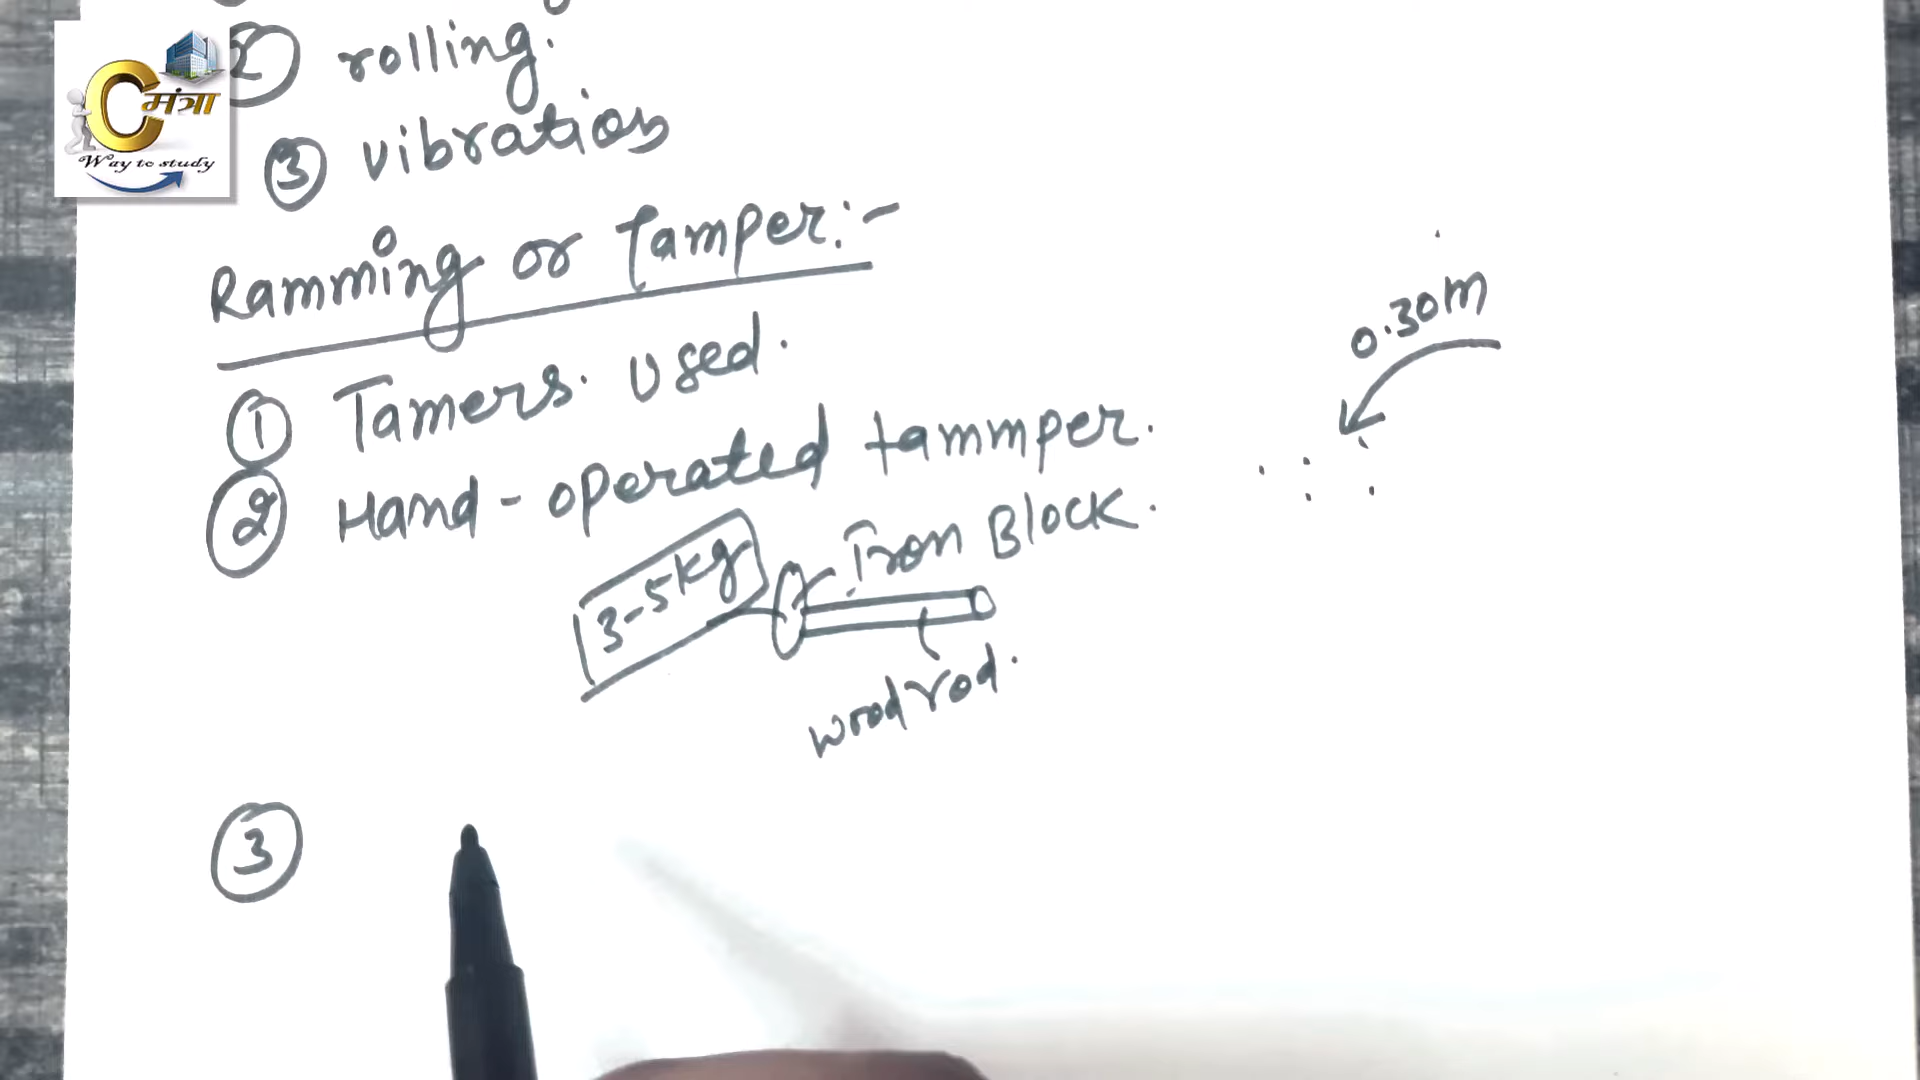 ② rolling.
③ vibration
Ramming or Tamper:-
① Tamers. Used.
② Hand-operated tammper.
0.30m
3-5kg
Iron Block.
wood rod.
③
C मंत्रा
Way to study